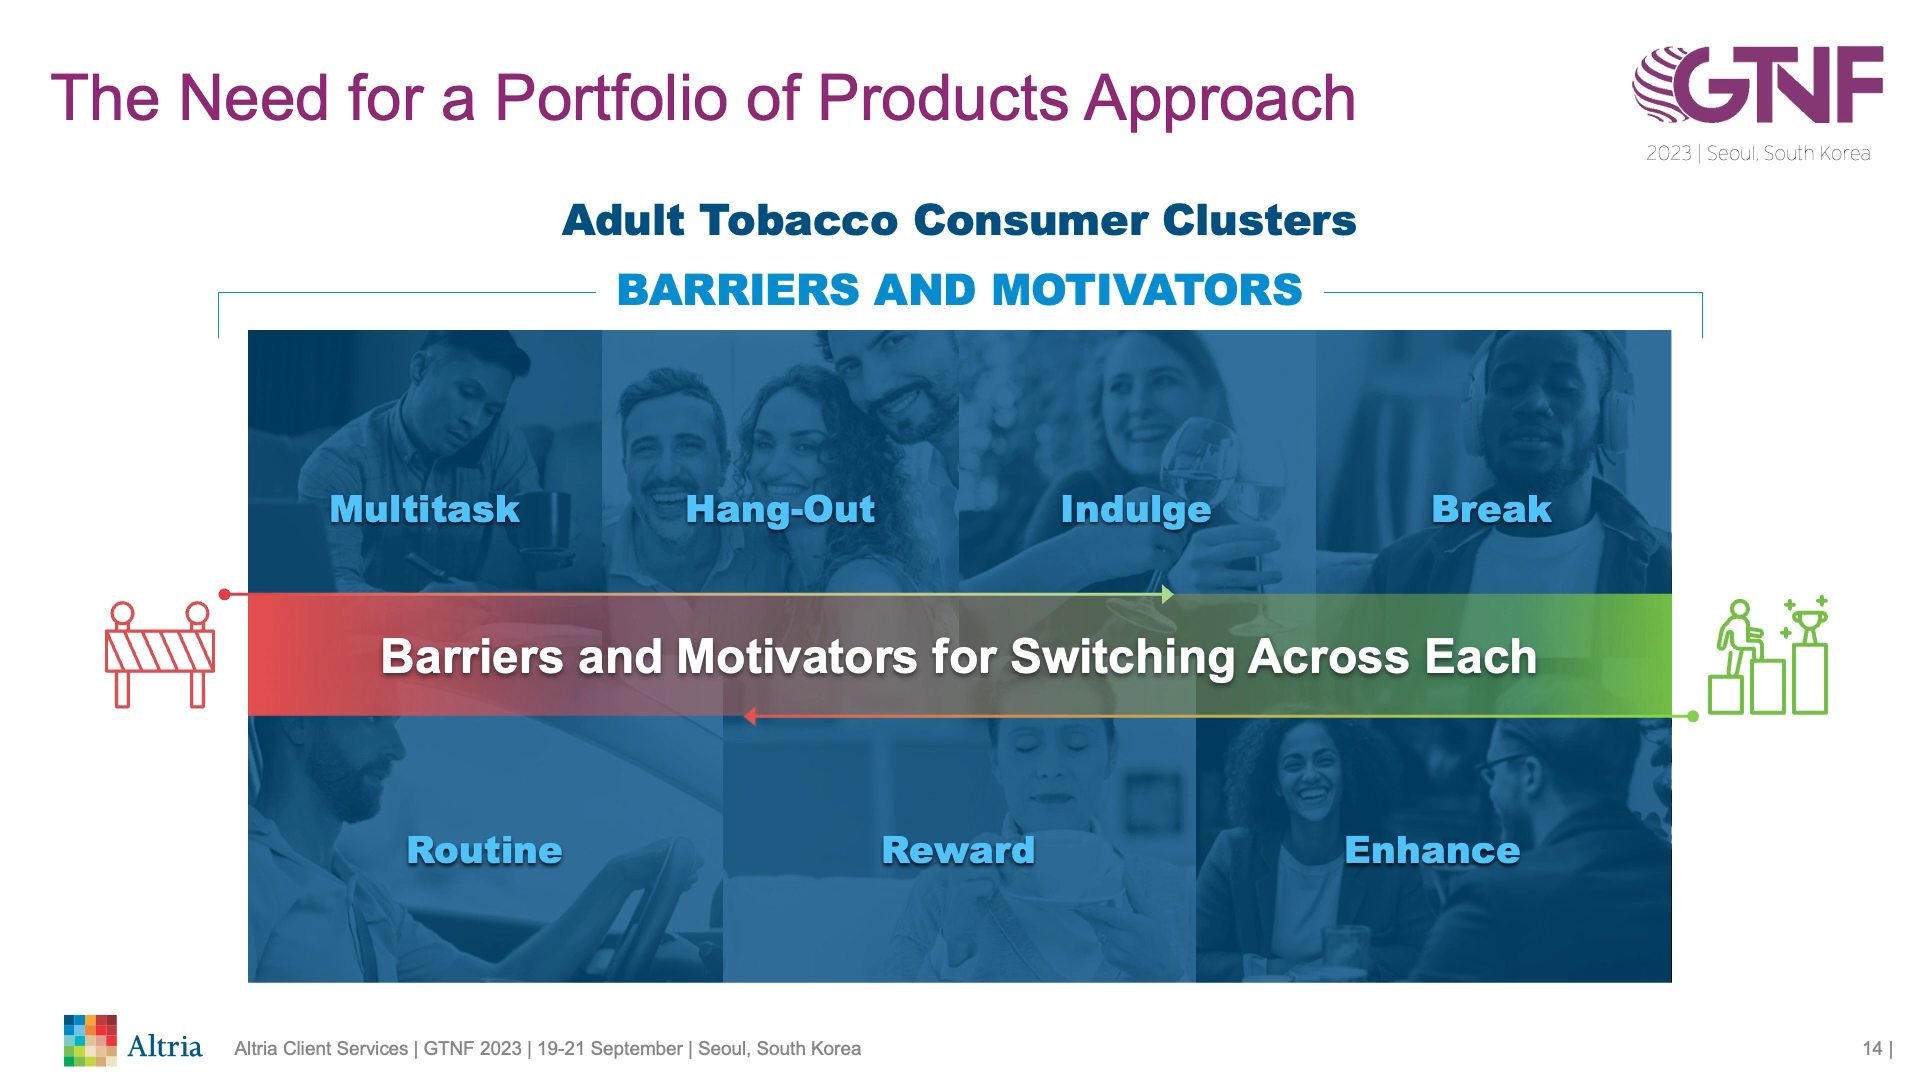 The Need for a Portfolio of Products Approach
GTNF
2023 | Seoul, South Korea
Adult Tobacco Consumer Clusters
BARRIERS AND MOTIVATORS
Multitask
Hang-Out
Indulge
Break
Barriers and Motivators for Switching Across Each
Routine
Reward
Enhance
Altria
Altria Client Services | GTNF 2023 | 19-21 September | Seoul, South Korea
14 |